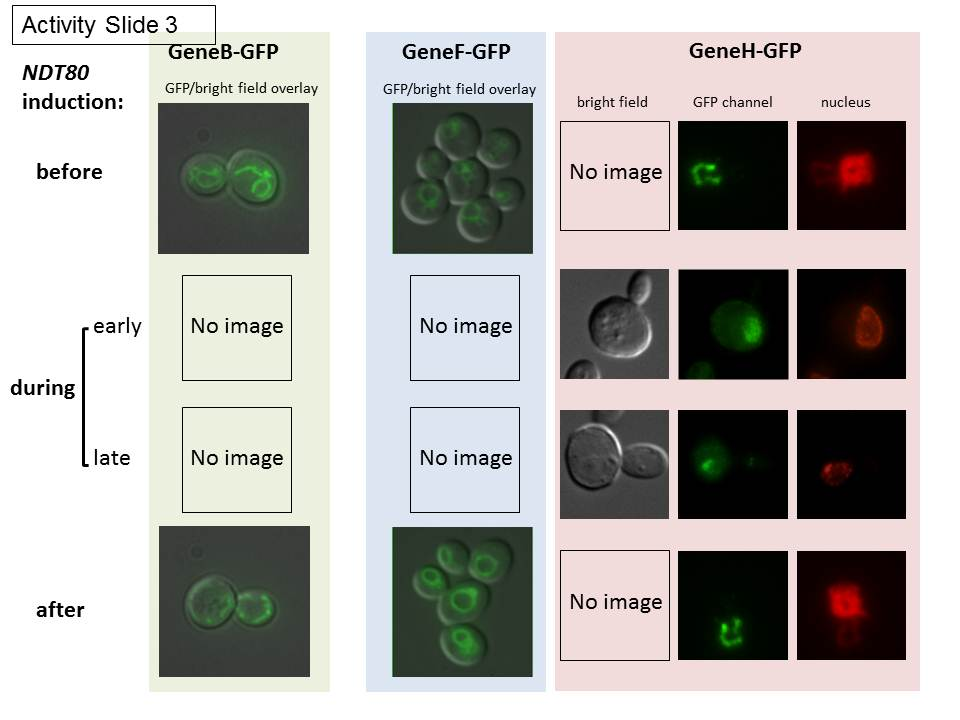 Activity Slide 3
GeneB-GFP
GeneF-GFP
GeneH-GFP
NDT80
induction:
GFP/bright field overlay
GFP/bright field overlay
bright field
GFP channel
nucleus
before
No image
during
early
No image
No image
late
No image
No image
after
No image